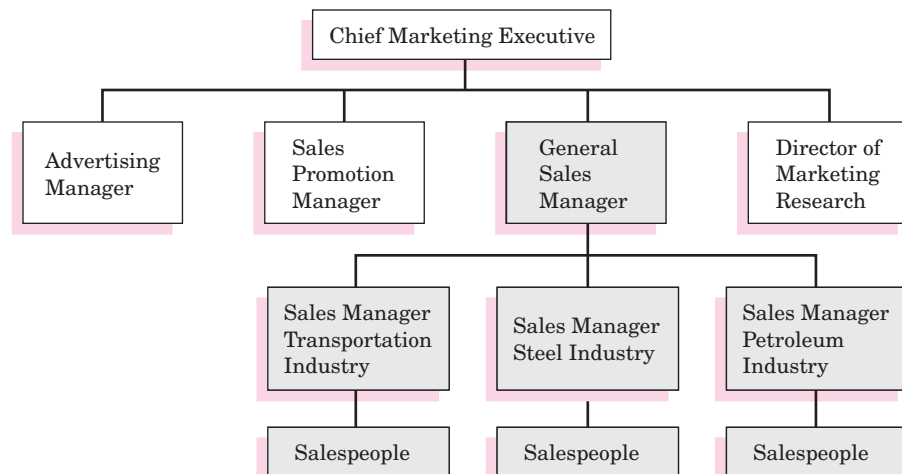 Chief Marketing Executive
Advertising
Manager
Sales
Promotion
Manager
General
Sales
Manager
Director of
Marketing
Research
Sales Manager
Transportation
Industry
Sales Manager
Steel Industry
Sales Manager
Petroleum
Industry
Salespeople
Salespeople
Salespeople